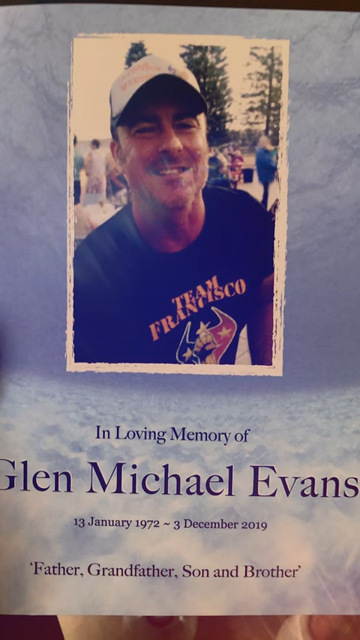 TEAM
FRANCISCO
In Loving Memory of
Glen Michael Evans
13 January 1972 ~ 3 December 2019
'Father, Grandfather, Son and Brother'